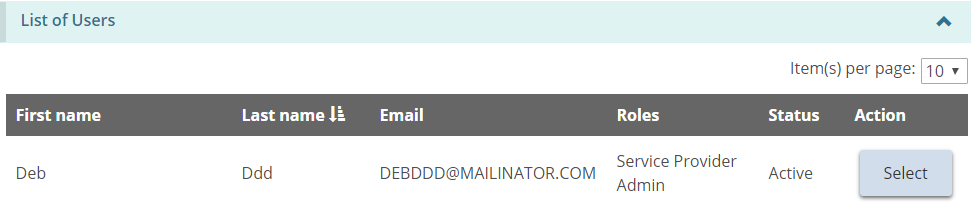 List of Users
Item(s) per page: 10
First name Last name Email Roles Status Action
Deb Ddd DEBDDD@MAILINATOR.COM Service Provider Admin Active Select